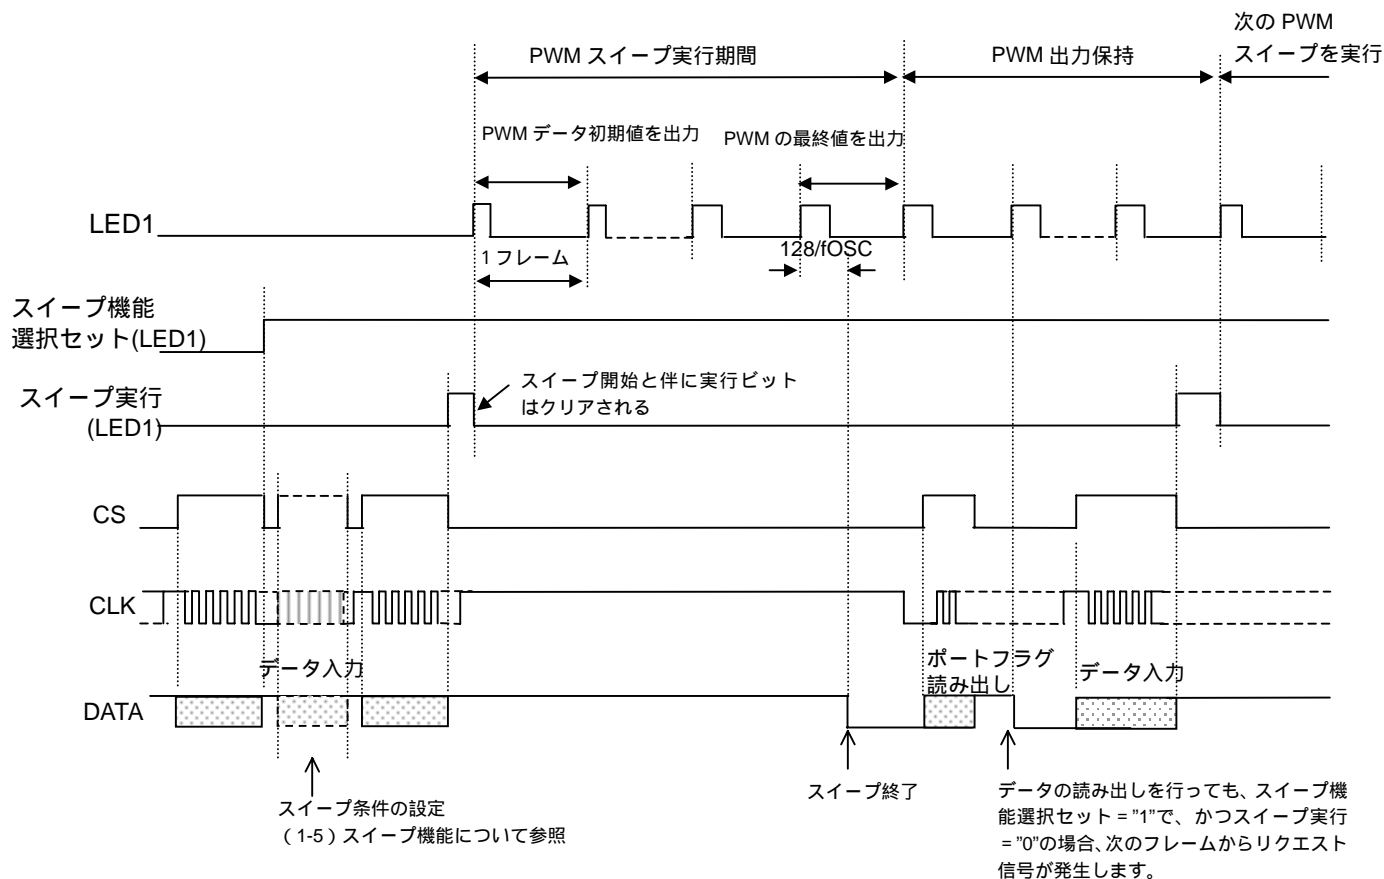 次の PWM
スイープを実行
PWM スイープ実行期間
PWM 出力保持
PWM データ初期値を出力
PWM の最終値を出力
LED1
128/fOSC
1 フレーム
スイープ機能
選択セット(LED1)
スイープ実行
(LED1)
スイープ開始と伴に実行ビット
はクリアされる
CS
CLK
データ入力
ポートフラグ
読み出し
データ入力
DATA
スイープ条件の設定
（1-5）スイープ機能について参照
スイープ終了
データの読み出しを行っても、スイープ機
能選択セット = ”1”で、かつスイープ実行
= ”0”の場合、次のフレームからリクエスト
信号が発生します。